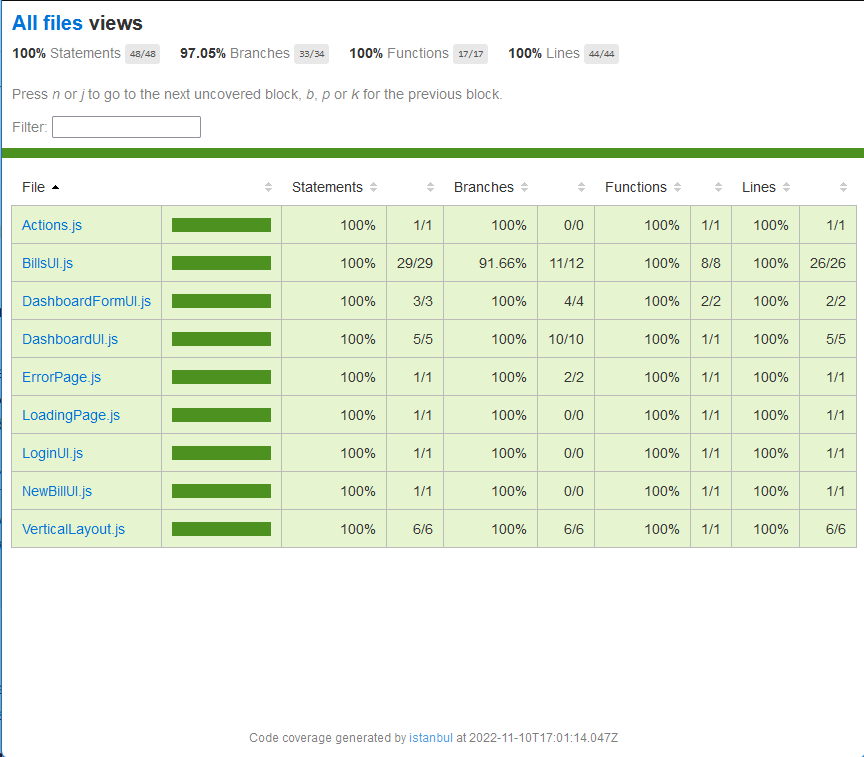 All files views
100% Statements 48/48 97.05% Branches 33/34 100% Functions 17/17 100% Lines 44/44
Press n or j to go to the next uncovered block, b, p or k for the previous block.
Filter:
File Statements Branches Functions Lines
Actions.js 100% 1/1 100% 0/0 100% 1/1 100% 1/1
BillsUI.js 100% 29/29 91.66% 11/12 100% 8/8 100% 26/26
DashboardFormUI.js 100% 3/3 100% 4/4 100% 2/2 100% 2/2
DashboardUI.js 100% 5/5 100% 10/10 100% 1/1 100% 5/5
ErrorPage.js 100% 1/1 100% 2/2 100% 1/1 100% 1/1
LoadingPage.js 100% 1/1 100% 0/0 100% 1/1 100% 1/1
LoginUI.js 100% 1/1 100% 0/0 100% 1/1 100% 1/1
NewBillUI.js 100% 1/1 100% 0/0 100% 1/1 100% 1/1
VerticalLayout.js 100% 6/6 100% 6/6 100% 1/1 100% 6/6
Code coverage generated by istanbul at 2022-11-10T17:01:14.047Z